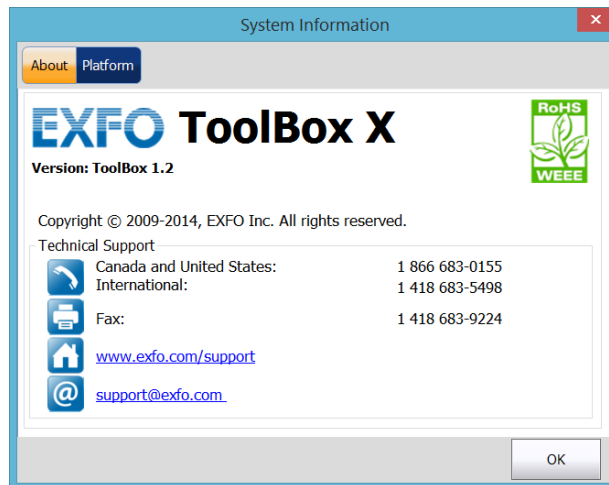 System Information
About Platform
EXFO ToolBox X
RoHS
WEEE
Version: ToolBox 1.2
Copyright © 2009-2014, EXFO Inc. All rights reserved.
Technical Support
Canada and United States: 1 866 683-0155
International: 1 418 683-5498
Fax: 1 418 683-9224
www.exfo.com/support
@
support@exfo.com
OK